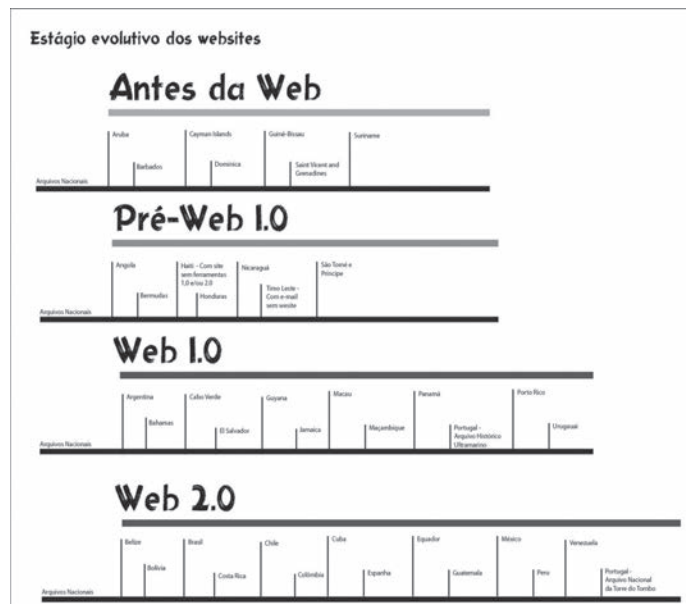 Estágio evolutivo dos websites
Antes da Web
Aruba
Cayman Islands
Guiné-Bissau
Suriname
Barbados
Dominica
Saint Vicent and
Grenadines
Arquivos Nacionais
Pré-Web 1.0
Angola
Haiti - Com site
sem ferramentas
1,0 e/ou 2.0
Nicaraguá
São Tomé e
Príncipe
Bermudas
Honduras
Timo Leste -
Com e-mail
sem wesite
Arquivos Nacionais
Web 1.0
Argentina
Cabo Verde
Guyana
Macau
Panamá
Porto Rico
Bahamas
El Salvador
Jamaica
Moçambique
Portugal -
Arquivo Histórico
Ultramarino
Urugauai
Arquivos Nacionais
Web 2.0
Belize
Brasil
Chile
Cuba
Equador
México
Venezuela
Bolívia
Costa Rica
Colômbia
Espanha
Guatemala
Peru
Portugal -
Arquivo Nacional
da Torre do Tombo
Arquivos Nacionais